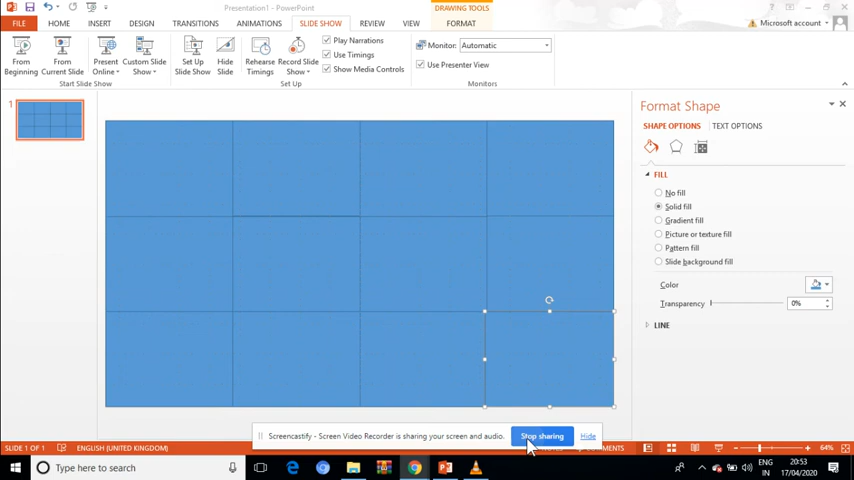 Presentation1 - PowerPoint
DRAWING TOOLS
FILE HOME INSERT DESIGN TRANSITIONS ANIMATIONS SLIDE SHOW REVIEW VIEW FORMAT
Microsoft account
From Beginning
From Current Slide
Present Online
Custom Slide Show
Set Up Slide Show
Hide Slide
Rehearse Timings
Record Slide Show
Play Narrations
Use Timings
Show Media Controls
Monitor: Automatic
Use Presenter View
Start Slide Show
Set Up
Monitors
1
Format Shape
SHAPE OPTIONS TEXT OPTIONS
FILL
No fill
Solid fill
Gradient fill
Picture or texture fill
Pattern fill
Slide background fill
Color
Transparency 0%
LINE
Screencastify - Screen Video Recorder is sharing your screen and audio. Stop sharing Hide
SLIDE 1 OF 1 ENGLISH (UNITED KINGDOM) COMMENTS 64%
Type here to search
ENG
IN
20:53
17/04/2020